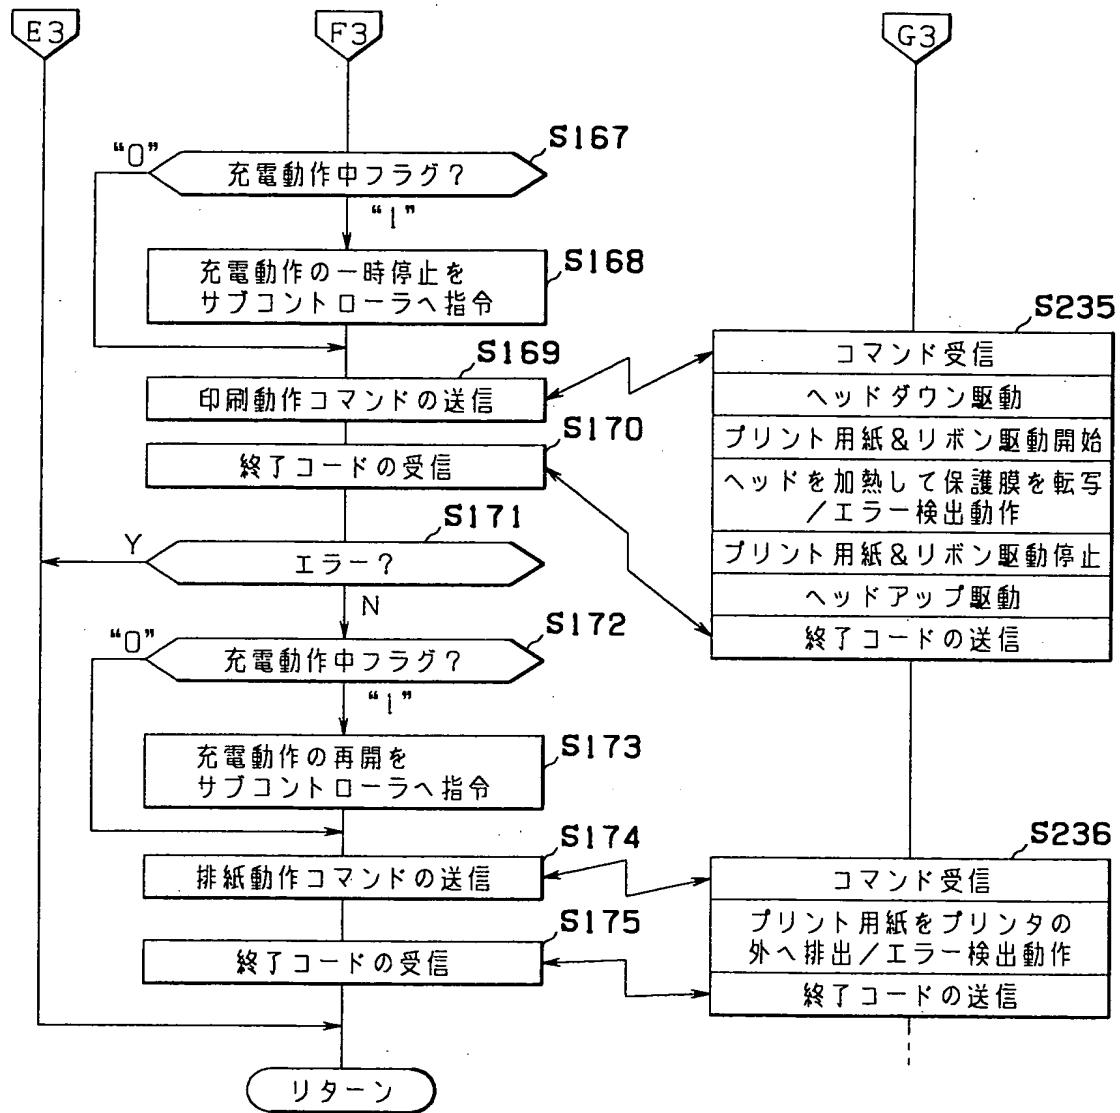 E3
F3
G3
S167
“0”
充電動作中フラグ?
“1”
S168
充電動作の一時停止を
サブコントローラへ指令
S169
印刷動作コマンドの送信
S170
終了コードの受信
S171
Y
エラー?
N
S172
“0”
充電動作中フラグ?
“1”
S173
充電動作の再開を
サブコントローラへ指令
S174
排紙動作コマンドの送信
S175
終了コードの受信
リターン
S235
コマンド受信
ヘッドダウン駆動
プリント用紙&リボン駆動開始
ヘッドを加熱して保護膜を転写
/エラー検出動作
プリント用紙&リボン駆動停止
ヘッドアップ駆動
終了コードの送信
S236
コマンド受信
プリント用紙をプリンタの
外へ排出/エラー検出動作
終了コードの送信